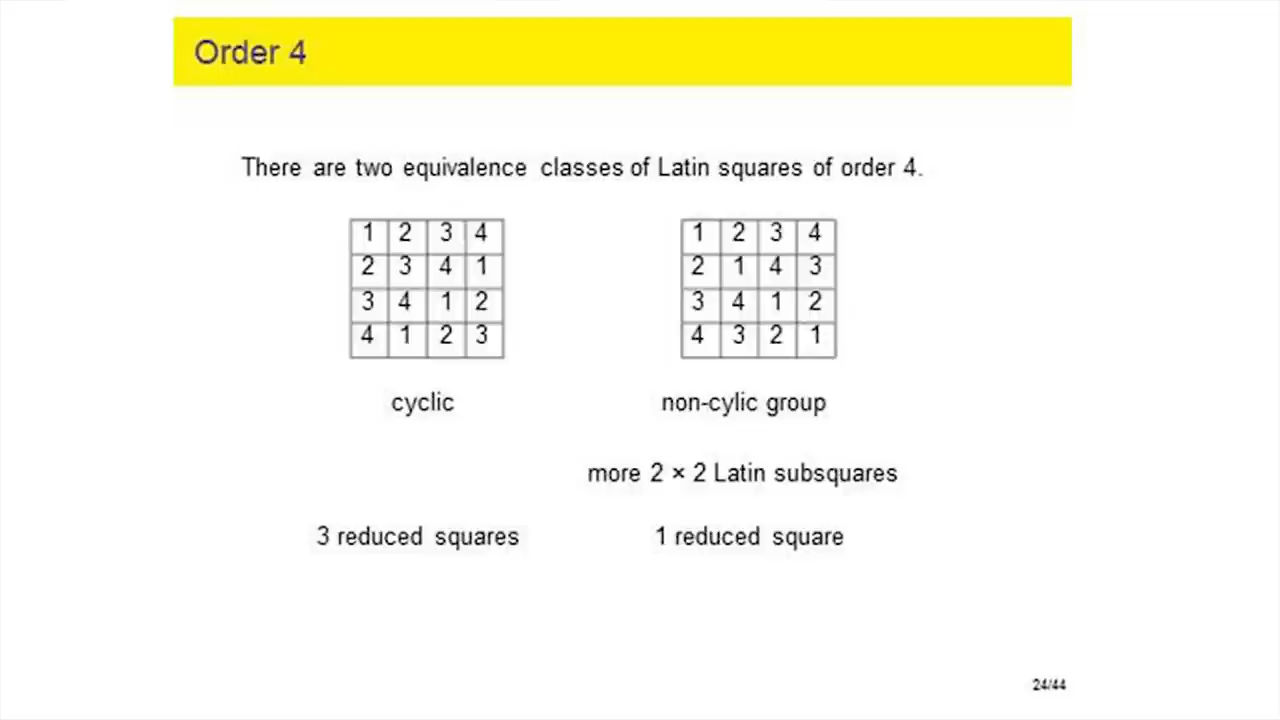 Order 4
There are two equivalence classes of Latin squares of order 4.
1 2 3 4
2 3 4 1
3 4 1 2
4 1 2 3
1 2 3 4
2 1 4 3
3 4 1 2
4 3 2 1
cyclic
non-cylic group
more 2 × 2 Latin subsquares
3 reduced squares
1 reduced square
24/44